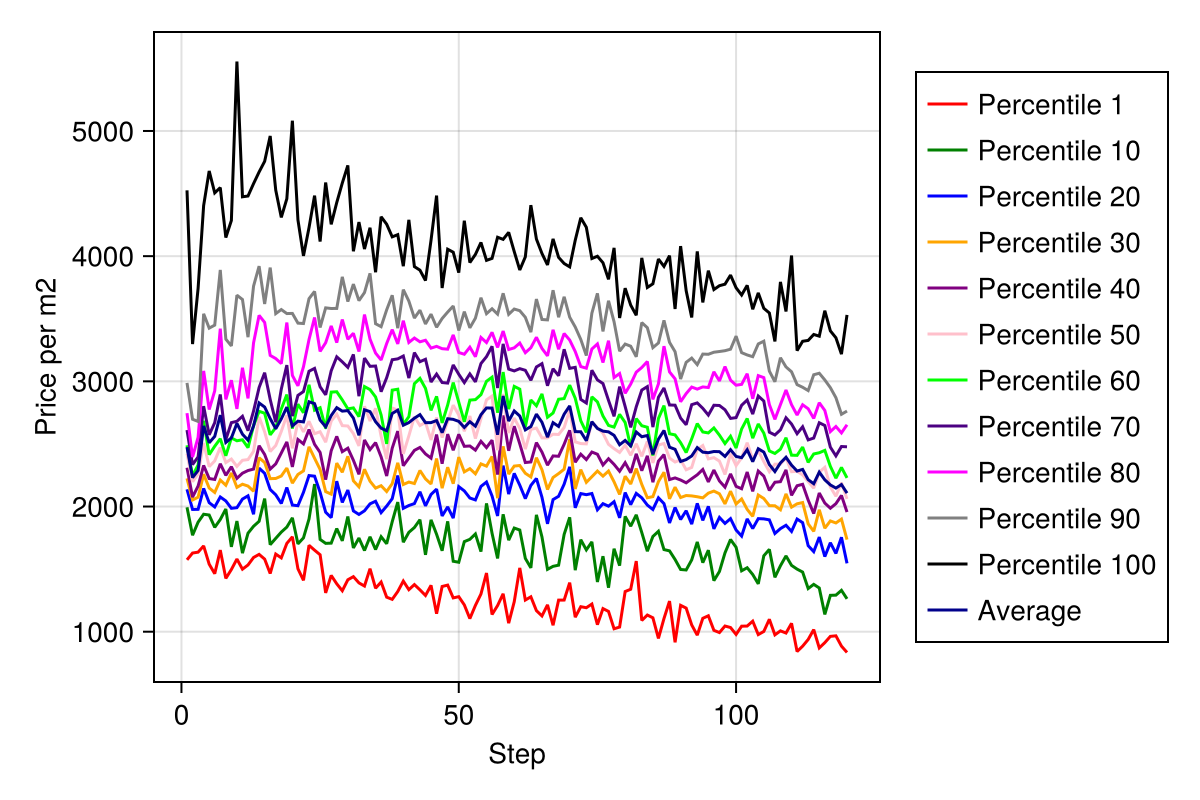 5000
4000
3000
2000
1000
Price per m2
0
50
100
Step
Percentile 1
Percentile 10
Percentile 20
Percentile 30
Percentile 40
Percentile 50
Percentile 60
Percentile 70
Percentile 80
Percentile 90
Percentile 100
Average